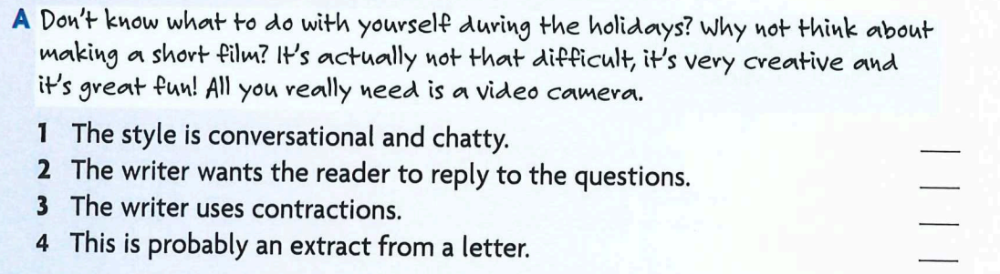 A Don't know what to do with yourself during the holidays? Why not think about
making a short film? It's actually not that difficult, it's very creative and
it's great fun! All you really need is a video camera.
1 The style is conversational and chatty.
2 The writer wants the reader to reply to the questions.
3 The writer uses contractions.
4 This is probably an extract from a letter.